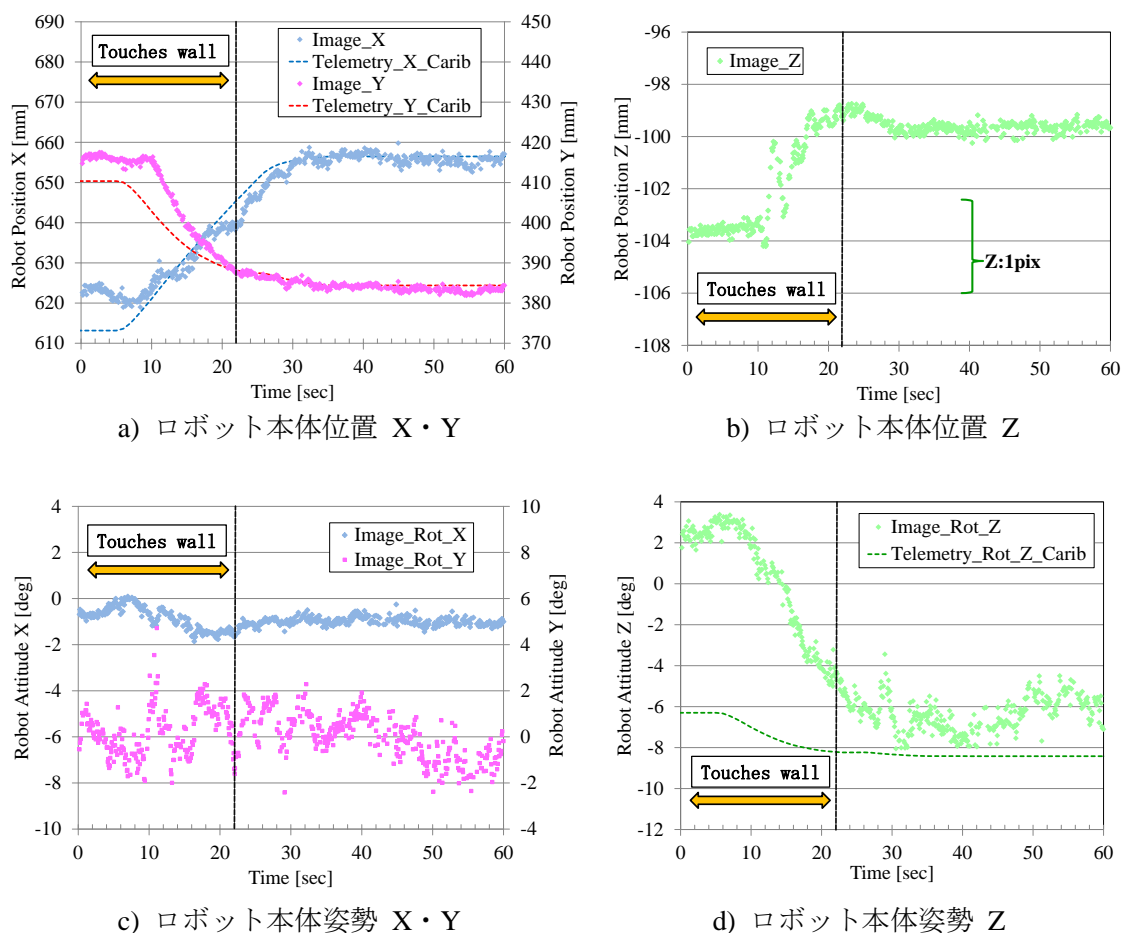 690
680
670
660
650
640
630
620
610
Robot Position X [mm]
Touches wall
Image_X
Telemetry_X_Carib
Image_Y
Telemetry_Y_Carib
450
440
430
420
410
400
390
380
370
Robot Position Y [mm]
0 10 20 30 40 50 60
Time [sec]
a) ロボット本体位置 X・Y
-96
-98
-100
-102
-104
-106
-108
Robot Position Z [mm]
Image_Z
Z:1pix
Touches wall
0 10 20 30 40 50 60
Time [sec]
b) ロボット本体位置 Z
4
2
0
-2
-4
-6
-8
-10
Robot Attitude X [deg]
Touches wall
Image_Rot_X
Image_Rot_Y
10
8
6
4
2
0
-2
-4
Robot Attitude Y [deg]
0 10 20 30 40 50 60
Time [sec]
c) ロボット本体姿勢 X・Y
4
2
0
-2
-4
-6
-8
-10
-12
Robot Attitude Z [deg]
Image_Rot_Z
Telemetry_Rot_Z_Carib
Touches wall
0 10 20 30 40 50 60
Time [sec]
d) ロボット本体姿勢 Z